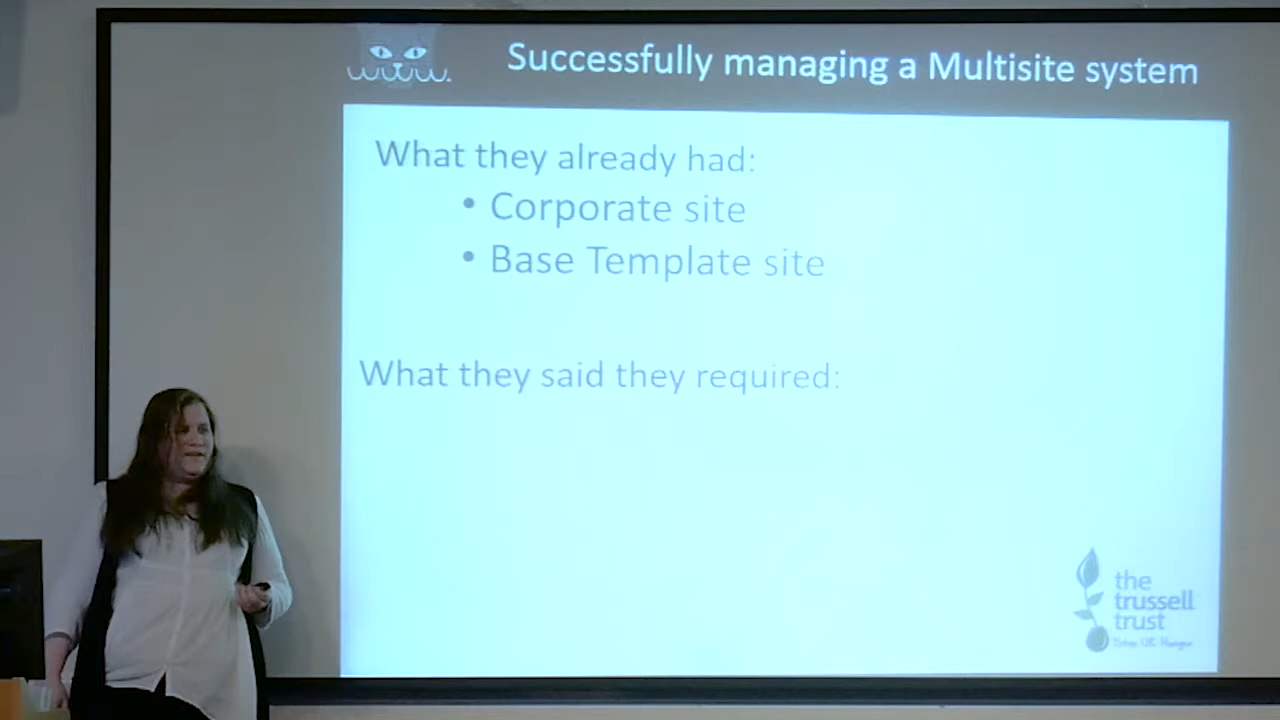 Successfully managing a Multisite system
What they already had:
• Corporate site
• Base Template site
What they said they required:
the
trussell
trust